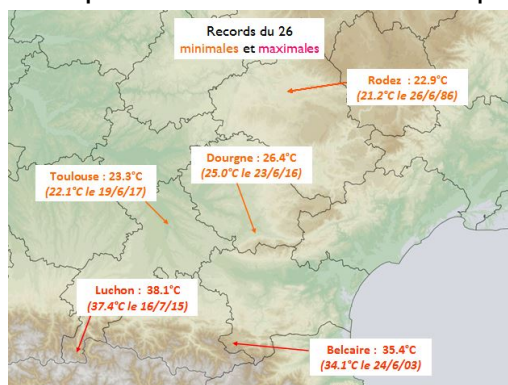 Records du 26
minimales et maximales
Rodez : 22.9°C
(21.2°C le 26/6/86)
Dourgne : 26.4°C
(25.0°C le 23/6/16)
Toulouse : 23.3°C
(22.1°C le 19/6/17)
Luchon : 38.1°C
(37.4°C le 16/7/15)
Belcaire : 35.4°C
(34.1°C le 24/6/03)